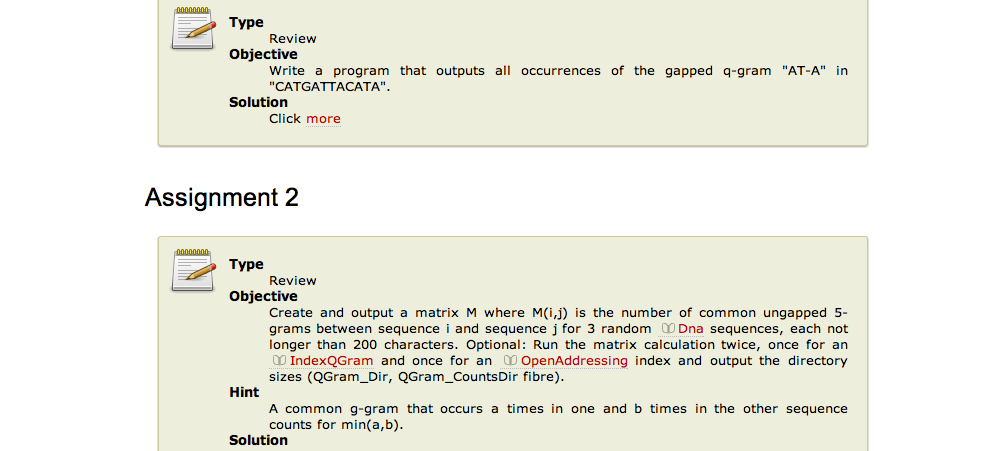 Type
Review
Objective
Write a program that outputs all occurrences of the gapped q-gram "AT-A" in
"CATGATTACATA".
Solution
Click more
Assignment 2
Type
Review
Objective
Create and output a matrix M where M(i,j) is the number of common ungapped 5-
grams between sequence i and sequence j for 3 random Dna sequences, each not
longer than 200 characters. Optional: Run the matrix calculation twice, once for an
IndexQGram and once for an OpenAddressing index and output the directory
sizes (QGram_Dir, QGram_CountsDir fibre).
Hint
A common g-gram that occurs a times in one and b times in the other sequence
counts for min(a,b).
Solution